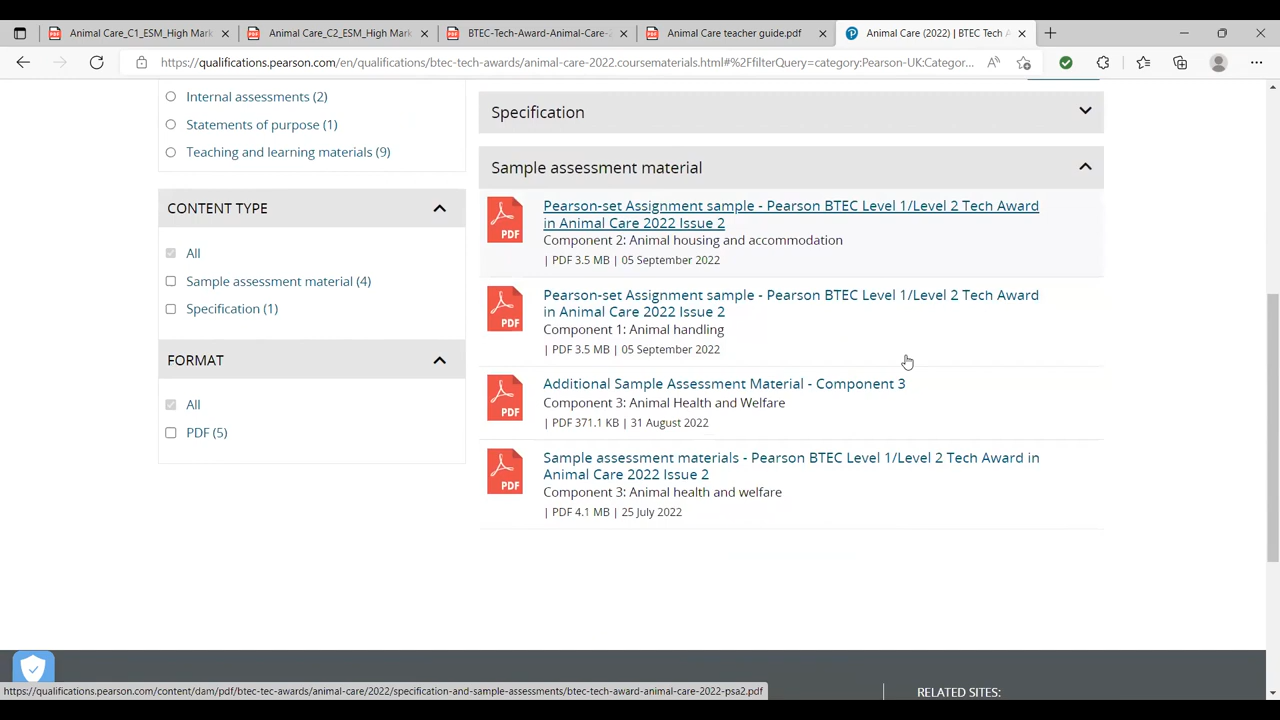 Animal Care_C1_ESM_High Mark
Animal Care_C2_ESM_High Mark
BTEC-Tech-Award-Animal-Care-2
Animal Care teacher guide.pdf
Animal Care (2022) | BTEC Tech A
https://qualifications.pearson.com/en/qualifications/btec-tech-awards/animal-care-2022.coursematerials.html#%2FfilterQuery=category:Pearson-UK:Categor...
Internal assessments (2)
Statements of purpose (1)
Teaching and learning materials (9)
CONTENT TYPE
All
Sample assessment material (4)
Specification (1)
FORMAT
All
PDF (5)
Specification
Sample assessment material
PDF
Pearson-set Assignment sample - Pearson BTEC Level 1/Level 2 Tech Award
in Animal Care 2022 Issue 2
Component 2: Animal housing and accommodation
| PDF 3.5 MB | 05 September 2022
PDF
Pearson-set Assignment sample - Pearson BTEC Level 1/Level 2 Tech Award
in Animal Care 2022 Issue 2
Component 1: Animal handling
| PDF 3.5 MB | 05 September 2022
PDF
Additional Sample Assessment Material - Component 3
Component 3: Animal Health and Welfare
| PDF 371.1 KB | 31 August 2022
PDF
Sample assessment materials - Pearson BTEC Level 1/Level 2 Tech Award in
Animal Care 2022 Issue 2
Component 3: Animal health and welfare
| PDF 4.1 MB | 25 July 2022
https://qualifications.pearson.com/content/dam/pdf/btec-tec-awards/animal-care/2022/specification-and-sample-assessments/btec-tech-award-animal-care-2022-psa2.pdf
RELATED SITES: